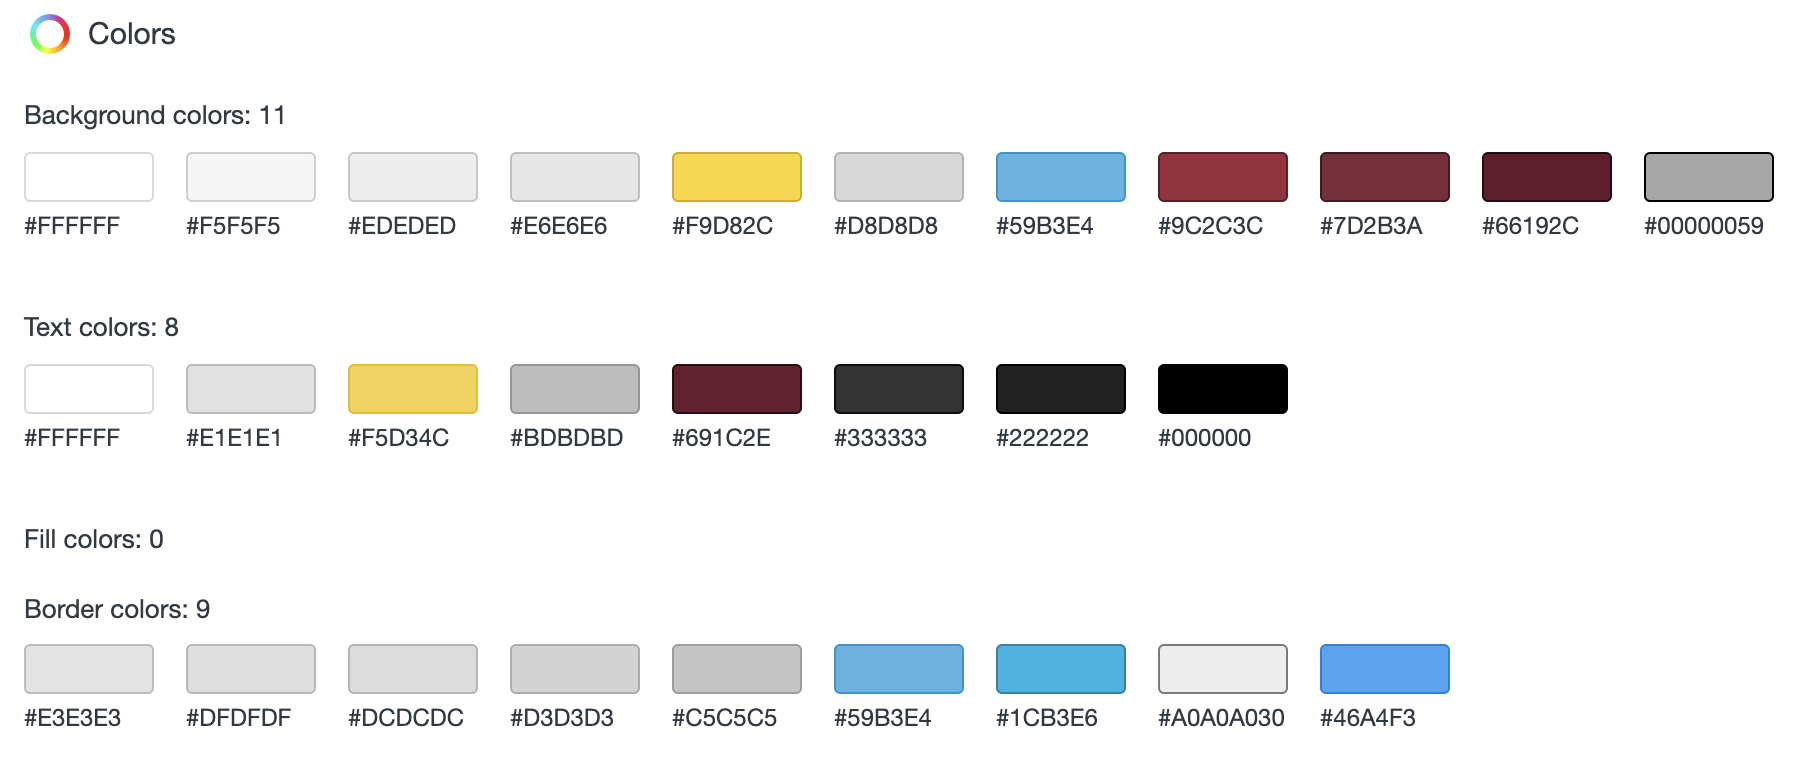 Colors
Background colors: 11
#FFFFFF #F5F5F5 #EDEDED #E6E6E6 #F9D82C #D8D8D8 #59B3E4 #9C2C3C #7D2B3A #66192C #00000059
Text colors: 8
#FFFFFF #E1E1E1 #F5D34C #BDBDBD #691C2E #333333 #222222 #000000
Fill colors: 0
Border colors: 9
#E3E3E3 #DFDFDF #DCDCDC #D3D3D3 #C5C5C5 #59B3E4 #1CB3E6 #A0A0A030 #46A4F3